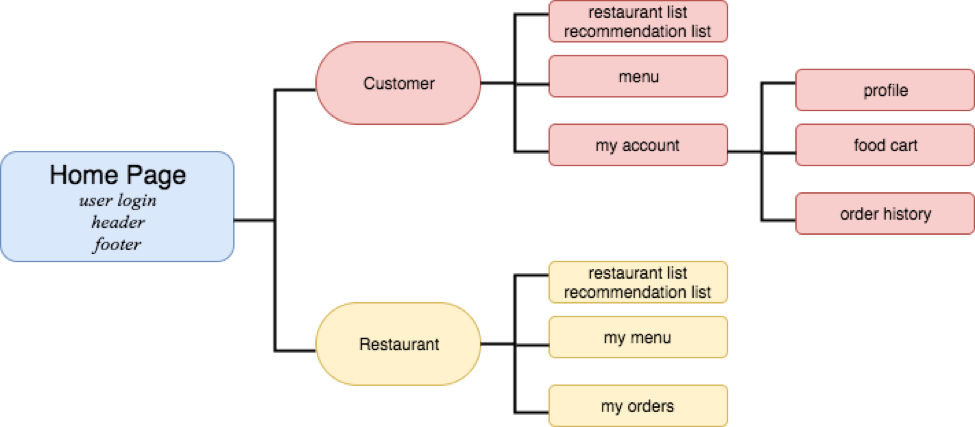 Home Page
user login
header
footer
Customer
restaurant list
recommendation list
menu
my account
profile
food cart
order history
Restaurant
restaurant list
recommendation list
my menu
my orders